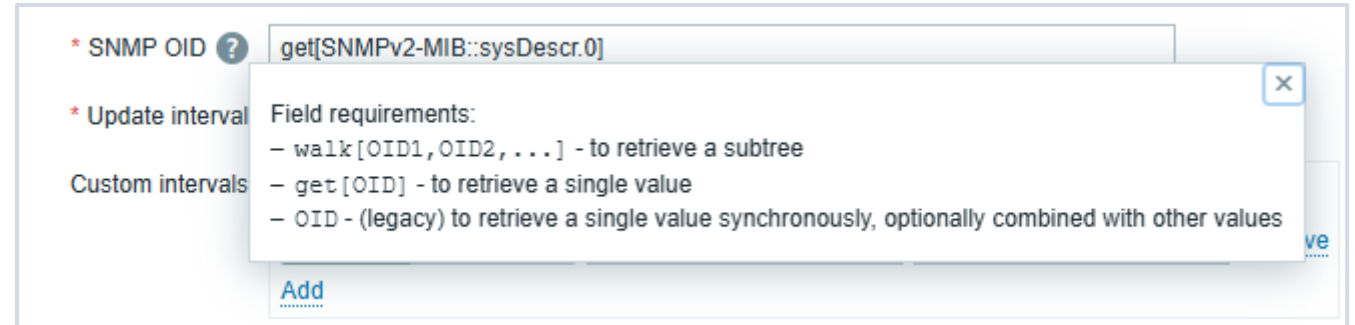 * SNMP OID ?
get[SNMPv2-MIB::sysDescr.0]
* Update interval
Field requirements:
– walk[OID1,OID2,...] - to retrieve a subtree
Custom intervals
– get[OID] - to retrieve a single value
– OID - (legacy) to retrieve a single value synchronously, optionally combined with other values
ve
Add